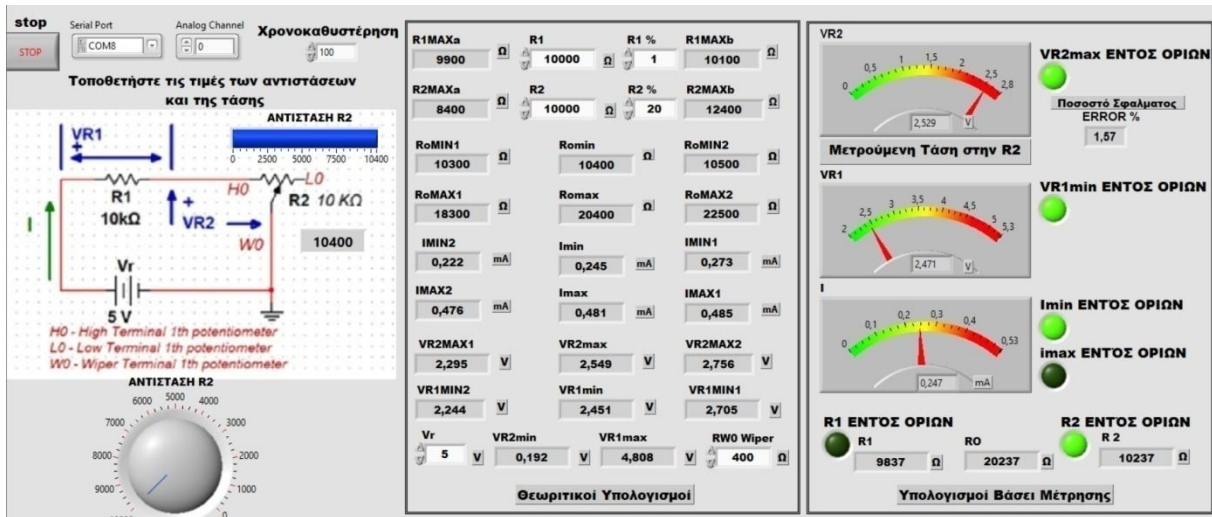 stop
STOP
Serial Port
COM8
Analog Channel
0
Χρονοκαθυστέρηση
100
Τοποθετήστε τις τιμές των αντιστάσεων
και της τάσης
ΑΝΤΙΣΤΑΣΗ R2
0 2500 5000 7500 10400
VR1
+
R1
10kΩ
H0
L0
R2 10 KΩ
+
VR2
W0
10400
I
Vr
5 V
H0 - High Terminal 1th potentiometer
L0 - Low Terminal 1th potentiometer
W0 - Wiper Terminal 1th potentiometer
ΑΝΤΙΣΤΑΣΗ R2
0 1000 2000 3000 4000 5000 6000 7000 8000 9000
R1MAXa R1 R1 % R1MAXb
9900 Ω 10000 Ω 1 10100 Ω
R2MAXa R2 R2 % R2MAXb
8400 Ω 10000 Ω 20 12400 Ω
RoMIN1 Romin RoMIN2
10300 Ω 10400 Ω 10500 Ω
RoMAX1 Romax RoMAX2
18300 Ω 20400 Ω 22500 Ω
IMIN2 Imin IMIN1
0,222 mA 0,245 mA 0,273 mA
IMAX2 Imax IMAX1
0,476 mA 0,481 mA 0,485 mA
VR2MAX1 VR2max VR2MAX2
2,295 V 2,549 V 2,756 V
VR1MIN2 VR1min VR1MIN1
2,244 V 2,451 V 2,705 V
Vr VR2min VR1max RW0 Wiper
5 V 0,192 V 4,808 V 400 Ω
Θεωριτικοί Υπολογισμοί
VR2
0 0,5 1 1,5 2 2,5 2,8
2,529 V
Μετρούμενη Τάση στην R2
VR2max ΕΝΤΟΣ ΟΡΙΩΝ
Ποσοστό Σφαλματος
ERROR %
1,57
VR1
2 2,5 3 3,5 4 4,5 5 5,3
2,471 V
VR1min ΕΝΤΟΣ ΟΡΙΩΝ
I
0 0,1 0,2 0,3 0,4 0,53
0,247 mA
Imin ΕΝΤΌΣ ΟΡΙΩΝ
imax ΕΝΤΌΣ ΟΡΙΩΝ
R1 ΕΝΤΌΣ ΟΡΙΩΝ
R2 ΕΝΤΌΣ ΟΡΙΩΝ
R1 RO R 2
9837 Ω 20237 Ω 10237 Ω
Υπολογισμοί Βάσει Μέτρησης